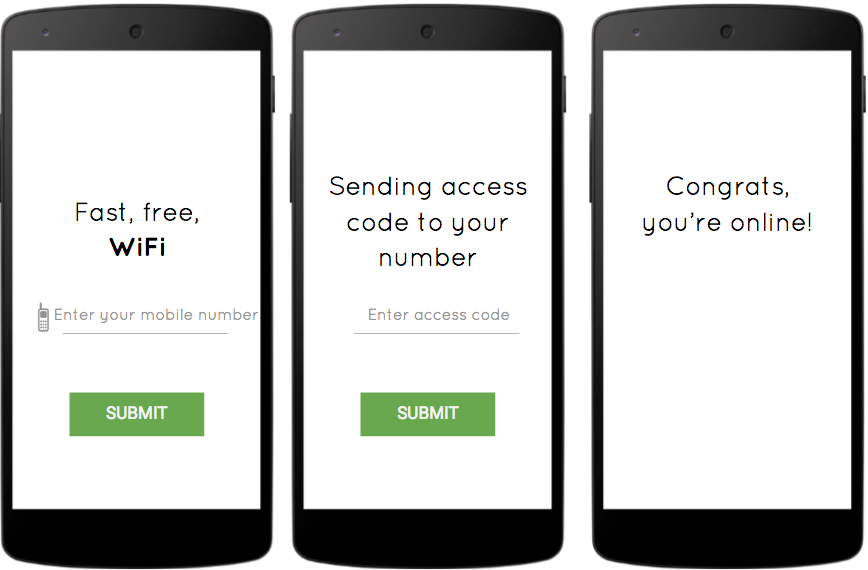 Fast, free,
WiFi
Enter your mobile number
SUBMIT
Sending access
code to your
number
Enter access code
SUBMIT
Congrats,
you’re online!